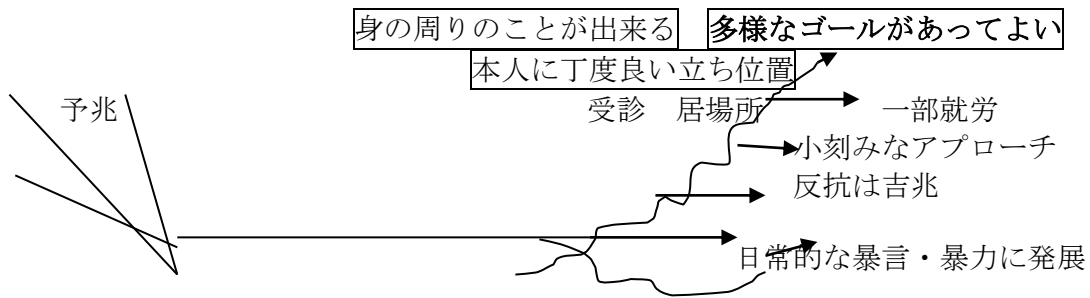 身の周りのことが出来る 多様なゴールがあってよい
本人に丁度良い立ち位置
予兆 受診 居場所 一部就労
小刻みなアプローチ
反抗は吉兆
日常的な暴言・暴力に発展